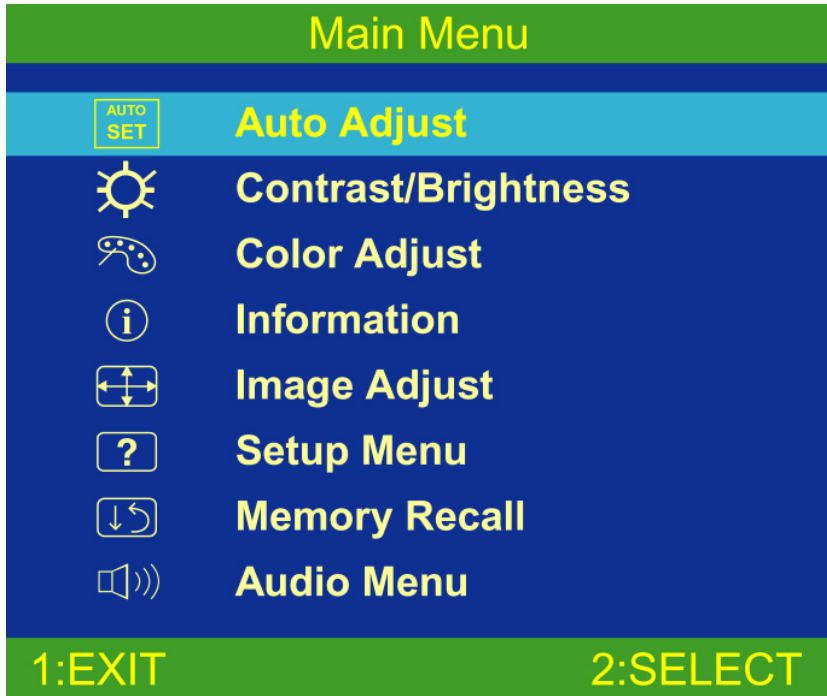 Main Menu
AUTO
SET
Auto Adjust
Contrast/Brightness
Color Adjust
i
Information
Image Adjust
?
Setup Menu
Memory Recall
Audio Menu
1:EXIT 2:SELECT